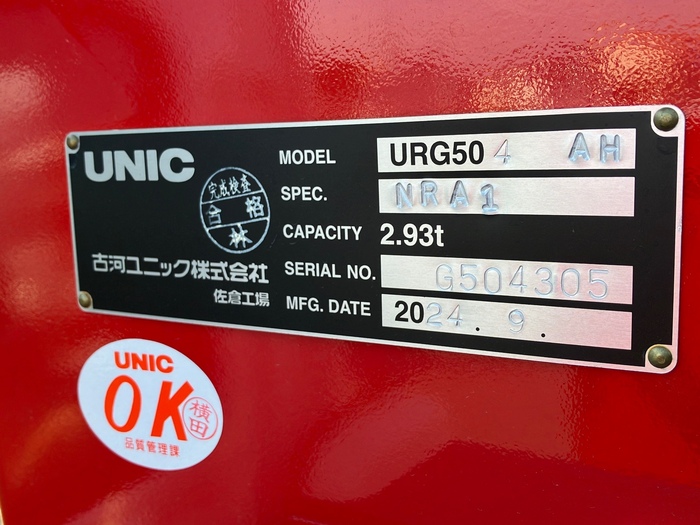 UNIC
MODEL URG504 AH
SPEC. NRA1
完成検査
合格
CAPACITY 2.93t
古河ユニック株式会社
SERIAL NO. G504305
佐倉工場
MFG. DATE 2024.9.
UNIC
OK
横田
品質管理課